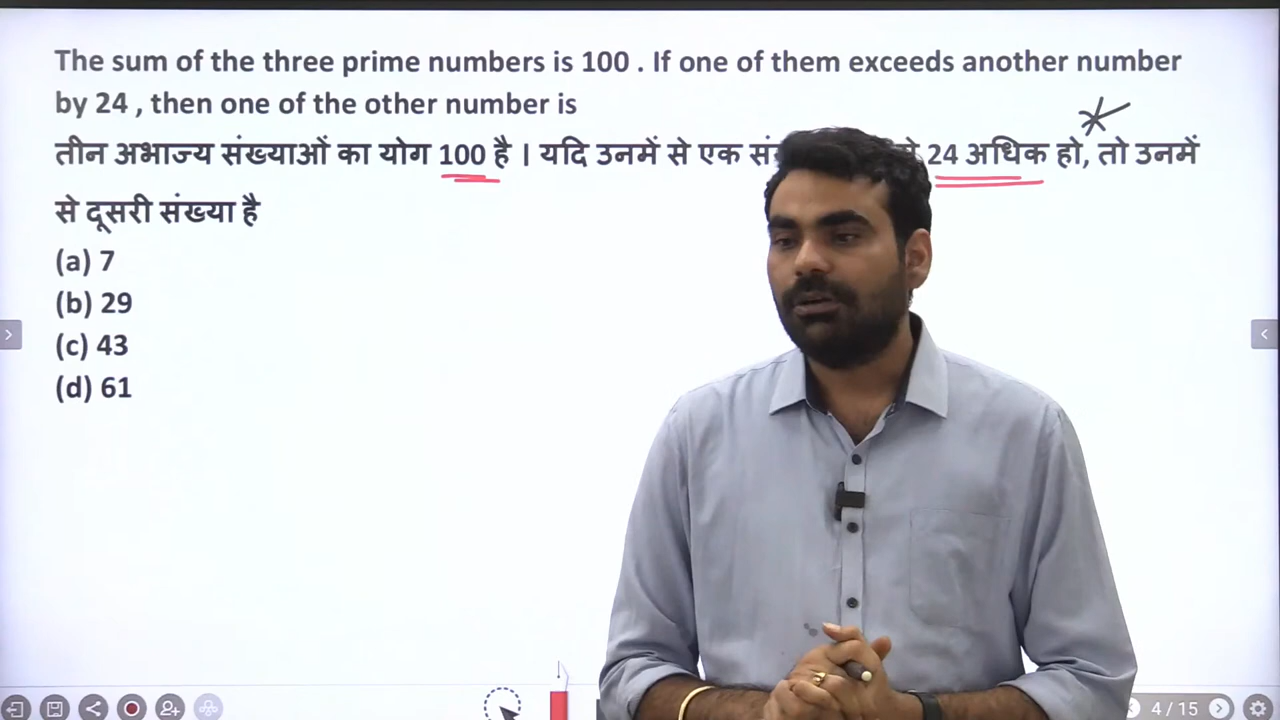 The sum of the three prime numbers is 100 . If one of them exceeds another number
by 24 , then one of the other number is
तीन अभाज्य संख्याओं का योग 100 है । यदि उनमें से एक 24 अधिक हो, तो उनमें
से दूसरी संख्या है
(a) 7
(b) 29
(c) 43
(d) 61
4 / 15